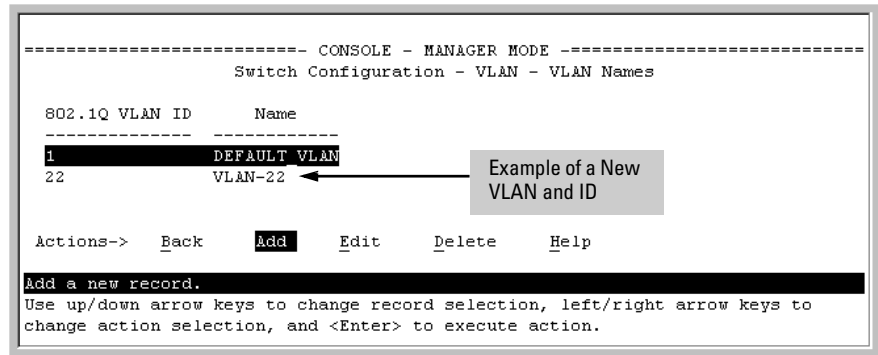 ==========================- CONSOLE - MANAGER MODE -============================
Switch Configuration - VLAN - VLAN Names
802.1Q VLAN ID Name
-------------- ------------
1 DEFAULT_VLAN
22 VLAN-22
Example of a New
VLAN and ID
Actions-> Back Add Edit Delete Help
Add a new record.
Use up/down arrow keys to change record selection, left/right arrow keys to
change action selection, and <Enter> to execute action.